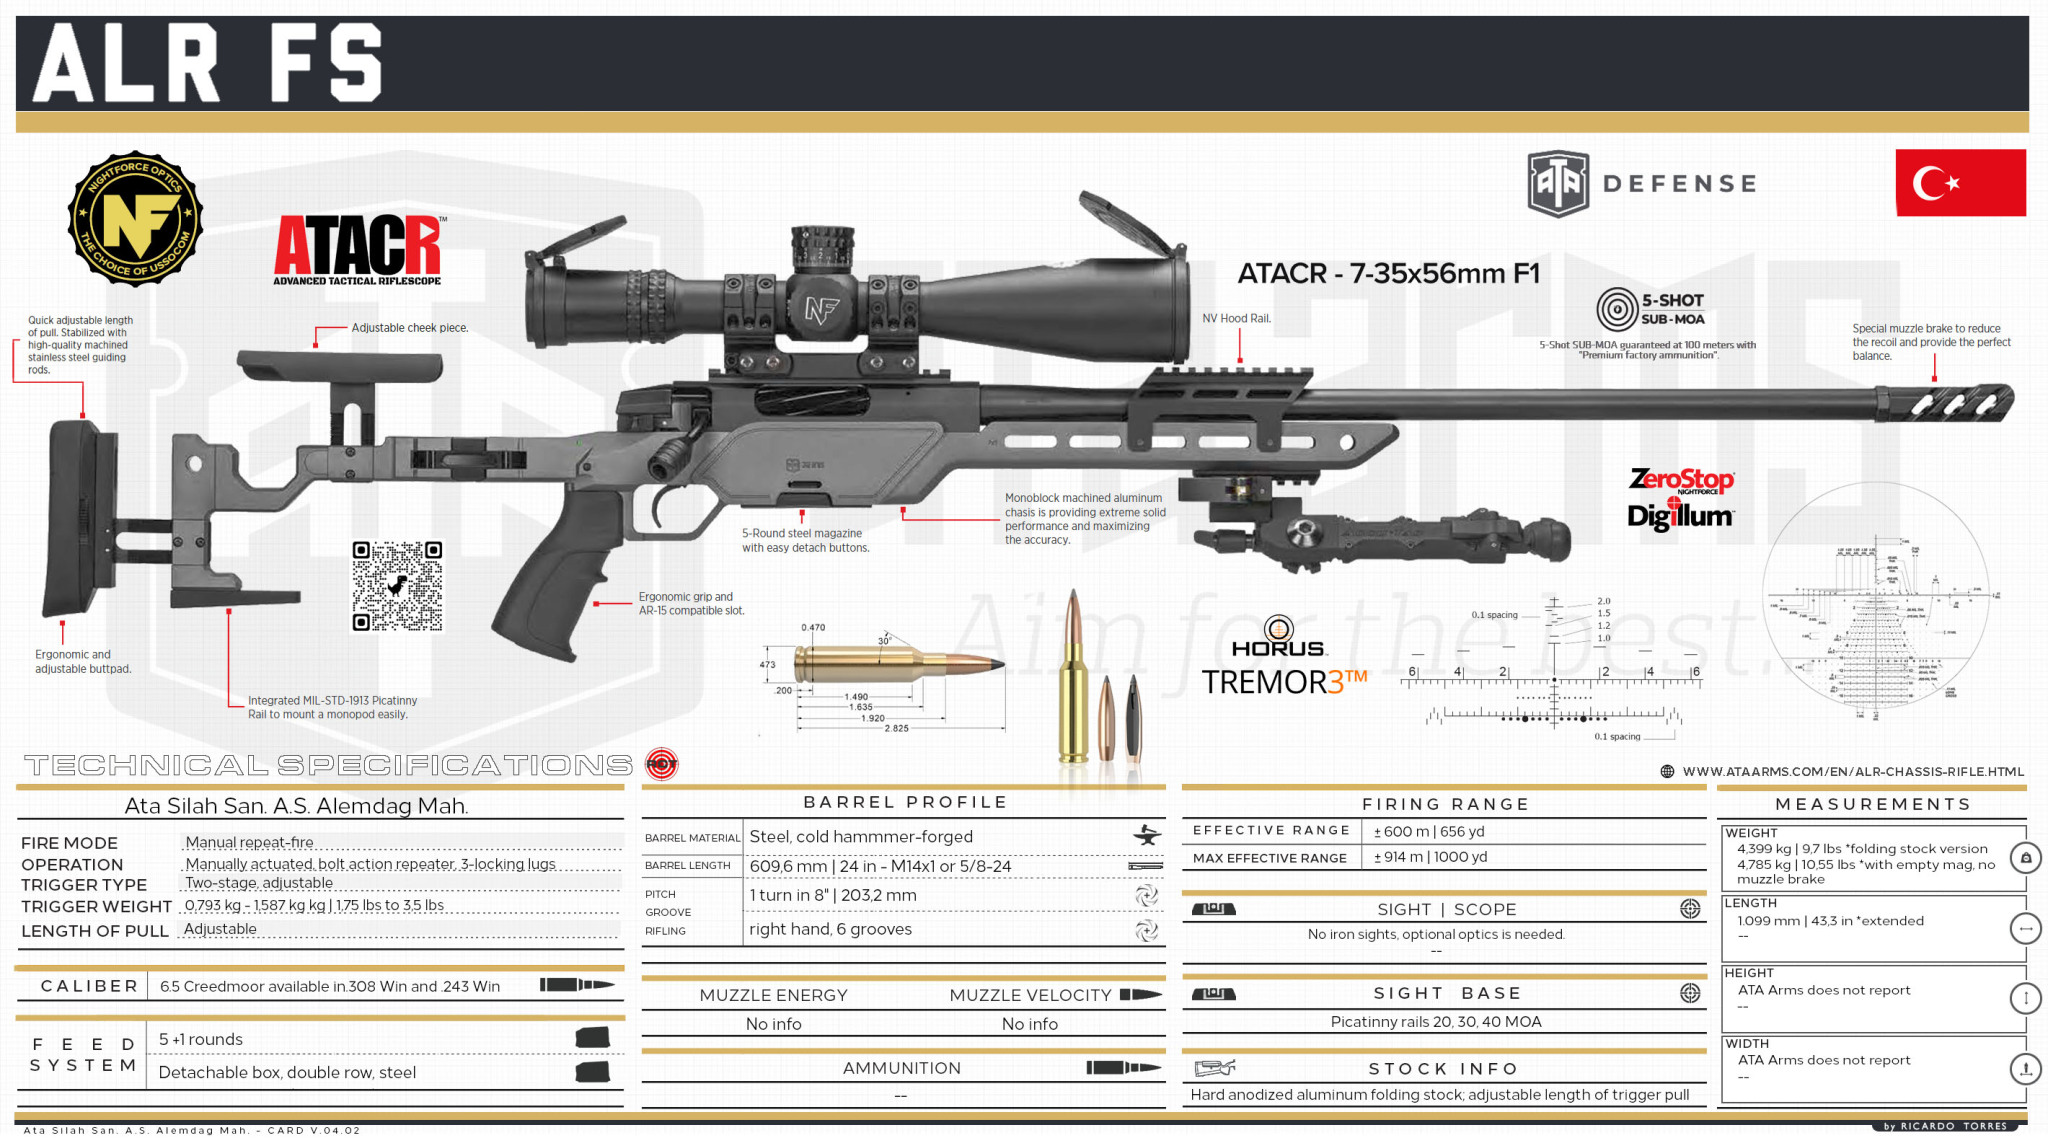 ALR FS
NIGHTFORCE OPTICS
NF
THE CHOICE OF USSOCOM
ATACR™
ADVANCED TACTICAL RIFLESCOPE
ATA DEFENSE
ATACR - 7-35x56mm F1
5-SHOT
SUB-MOA
5-Shot SUB-MOA guaranteed at 100 meters with
"Premium factory ammunition".
Quick adjustable length
of pull. Stabilized with
high-quality machined
stainless steel guiding
rods.
Adjustable cheek piece.
NV Hood Rail.
Special muzzle brake to reduce
the recoil and provide the perfect
balance.
NF
5-Round steel magazine
with easy detach buttons.
Monoblock machined aluminum
chasis is providing extreme solid
performance and maximizing
the accuracy.
ZeroStop
NIGHTFORCE
Digillum
Ergonomic grip and
AR-15 compatible slot.
Ergonomic and
adjustable buttpad.
Integrated MIL-STD-1913 Picatinny
Rail to mount a monopod easily.
Aim for the best
0.470
30°
473
.200
1.490
1.635
1.920
2.825
HORUS
TREMOR3™
0.1 spacing
2.0
1.5
1.2
1.0
6 4 2 2 4 6
0.1 spacing
TECHNICAL SPECIFICATIONS
RDT
WWW.ATAARMS.COM/EN/ALR-CHASSIS-RIFLE.HTML
Ata Silah San. A.S. Alemdag Mah.
FIRE MODE Manual repeat-fire
OPERATION Manually actuated, bolt action repeater, 3-locking lugs
TRIGGER TYPE Two-stage, adjustable
TRIGGER WEIGHT 0,793 kg - 1,587 kg kg | 1,75 lbs to 3,5 lbs
LENGTH OF PULL Adjustable
CALIBER 6.5 Creedmoor available in.308 Win and .243 Win
FEED
SYSTEM
5 +1 rounds
Detachable box, double row, steel
BARREL PROFILE
BARREL MATERIAL Steel, cold hammmer-forged
BARREL LENGTH 609,6 mm | 24 in - M14x1 or 5/8-24
PITCH 1 turn in 8" | 203,2 mm
GROOVE
RIFLING right hand, 6 grooves
MUZZLE ENERGY MUZZLE VELOCITY
No info No info
AMMUNITION
--
FIRING RANGE
EFFECTIVE RANGE ± 600 m | 656 yd
MAX EFFECTIVE RANGE ± 914 m | 1000 yd
SIGHT | SCOPE
No iron sights, optional optics is needed.
--
SIGHT BASE
Picatinny rails 20, 30, 40 MOA
STOCK INFO
Hard anodized aluminum folding stock; adjustable length of trigger pull
MEASUREMENTS
WEIGHT
4,399 kg | 9,7 lbs *folding stock version
4,785 kg | 10,55 lbs *with empty mag, no
muzzle brake
LENGTH
1.099 mm | 43,3 in *extended
--
HEIGHT
ATA Arms does not report
--
WIDTH
ATA Arms does not report
--
Ata Silah San. A.S. Alemdag Mah. - CARD V.04.02
by RICARDO TORRES